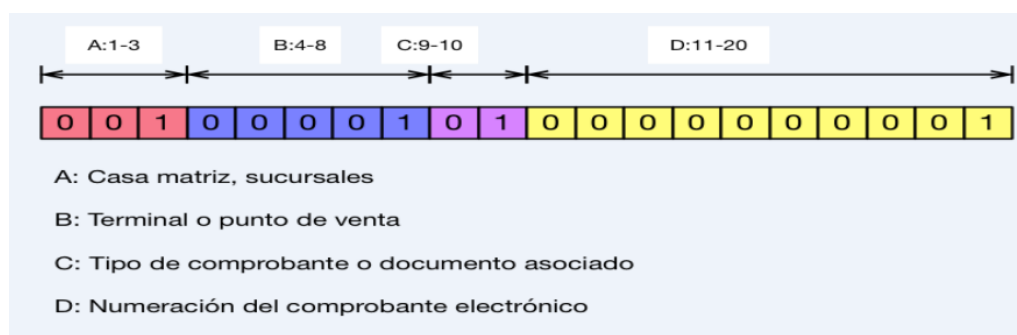 A:1-3 B:4-8 C:9-10 D:11-20
0 0 1 0 0 0 0 1 0 1 0 0 0 0 0 0 0 0 0 1
A: Casa matriz, sucursales
B: Terminal o punto de venta
C: Tipo de comprobante o documento asociado
D: Numeración del comprobante electrónico